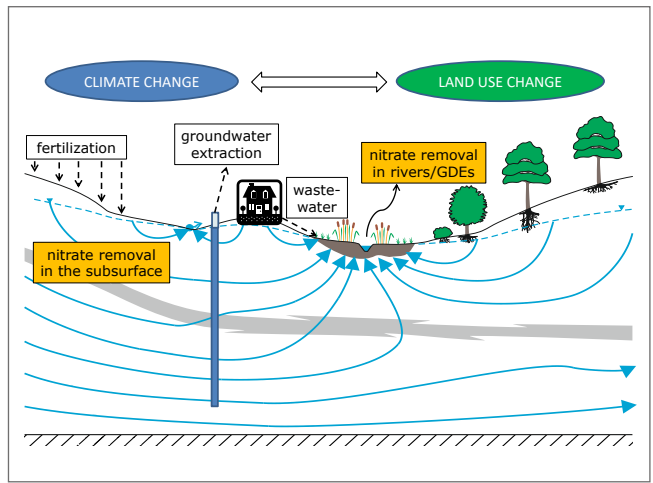 CLIMATE CHANGE
LAND USE CHANGE
fertilization
groundwater
extraction
nitrate removal
in rivers/GDEs
waste-
water
nitrate removal
in the subsurface